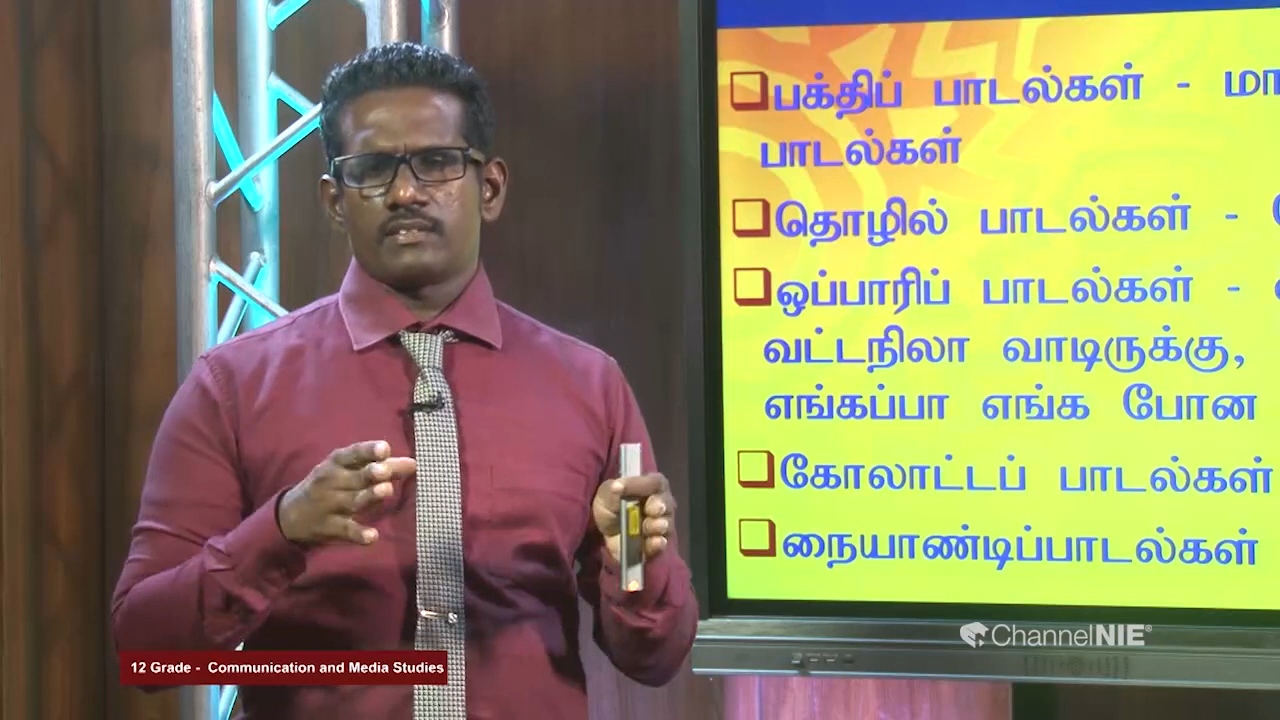 பக்திப் பாடல்கள் - மா
பாடல்கள்
தொழில் பாடல்கள் -
ஒப்பாரிப் பாடல்கள் -
வட்டநிலா வாடிருக்கு,
எங்கப்பா எங்க போன
கோலாட்டப் பாடல்கள்
நையாண்டிப்பாடல்கள்
ChannelNIE®
12 Grade - Communication and Media Studies